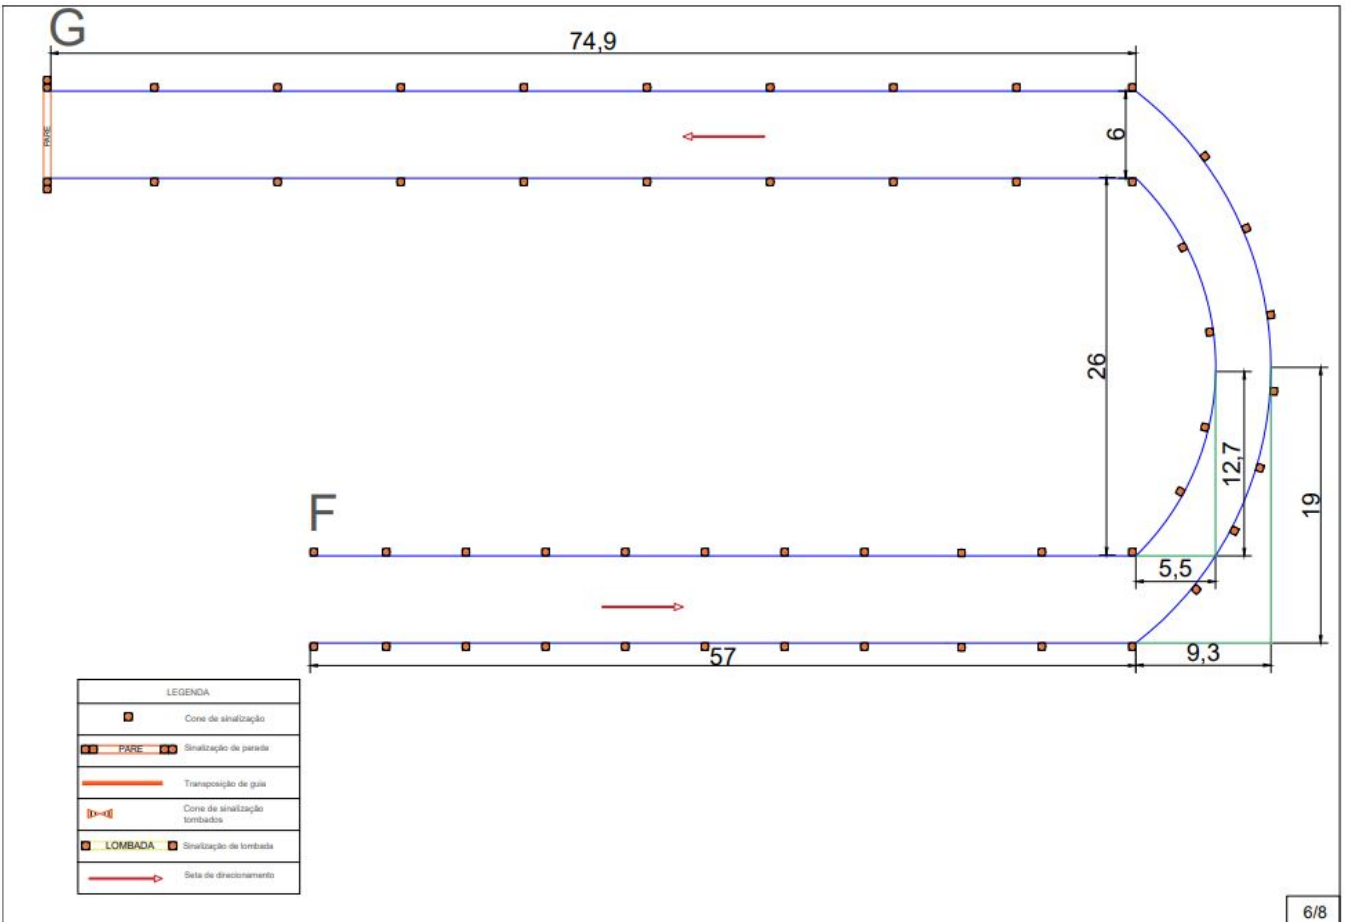 G
74,9
PARE
6
26
12,7
19
F
5,5
57
9,3
LEGENDA
Cone de sinalização
PARE
Sinalização de parada
Transposição de guia
Cone de sinalização
tombados
LOMBADA
Sinalização de lombada
Seta de direcionamento
6/8